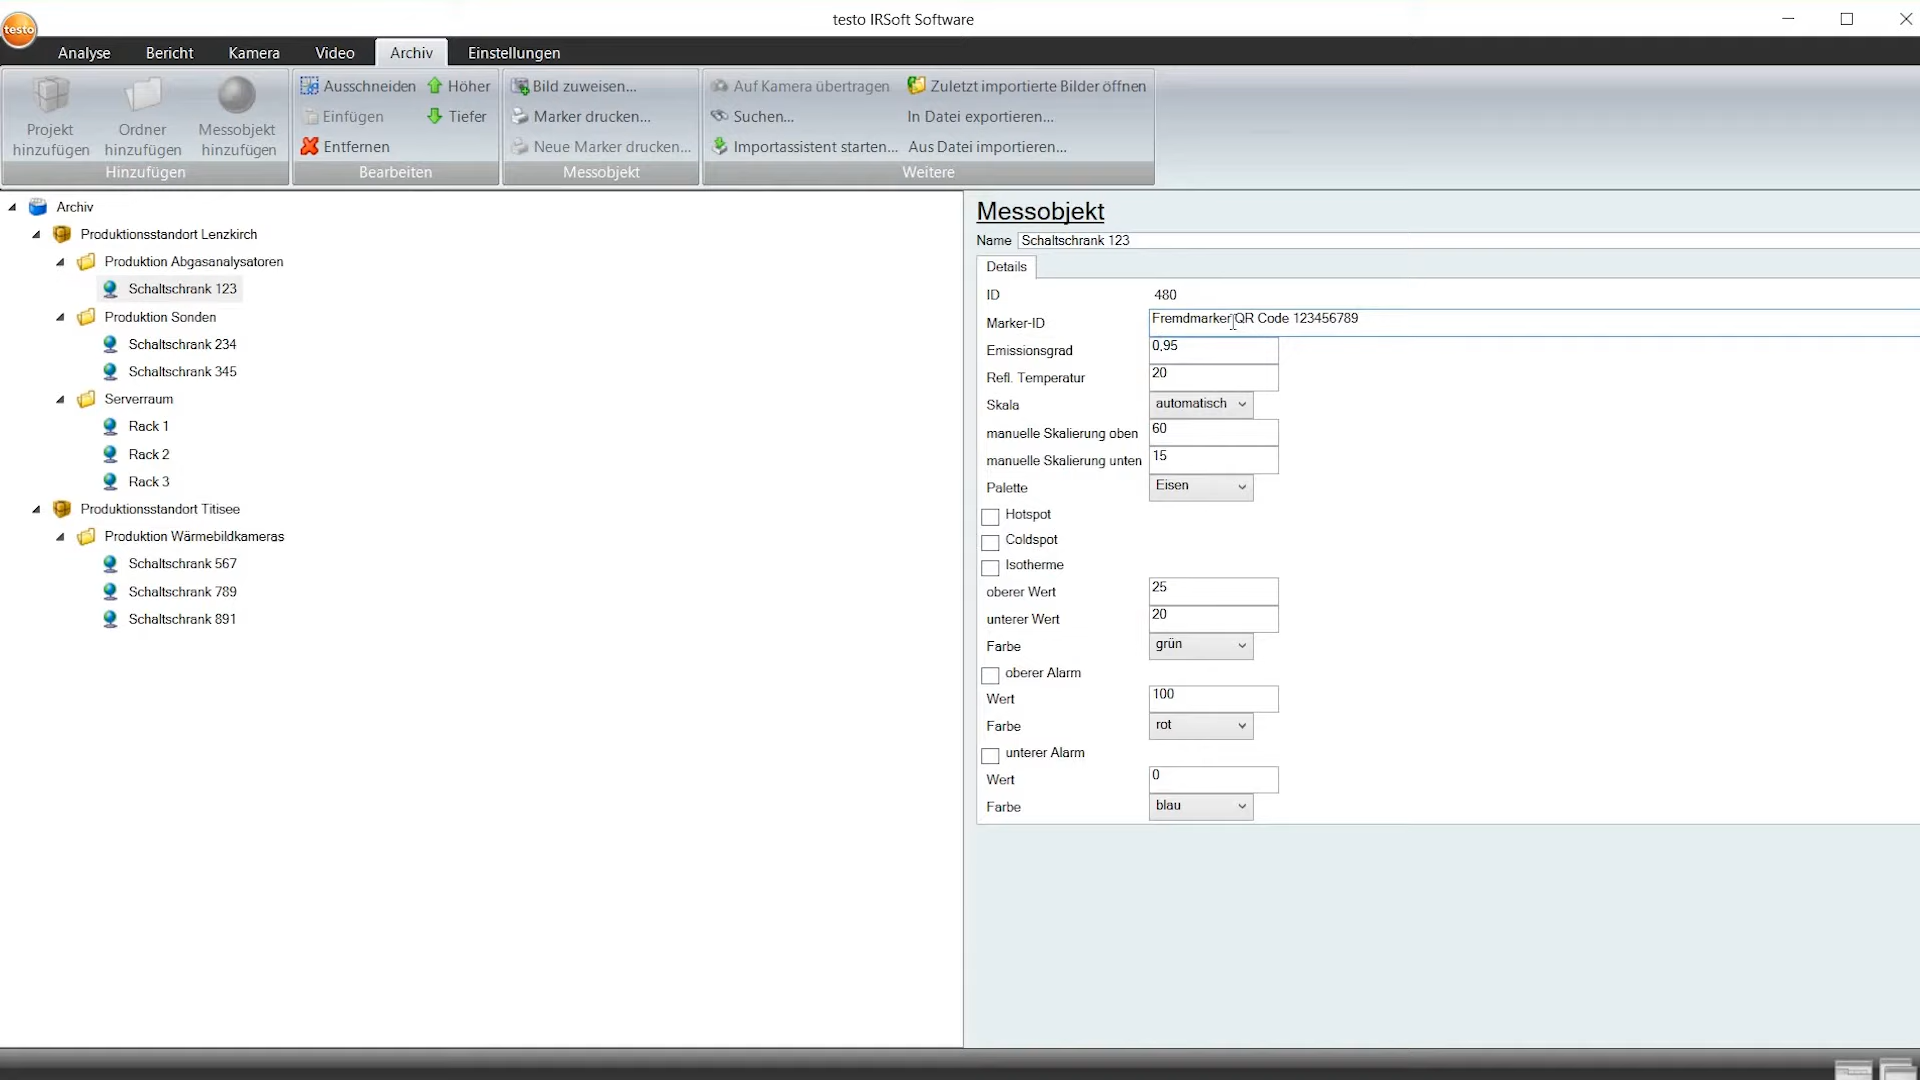 testo IRSoft Software
testo
Analyse Bericht Kamera Video Archiv Einstellungen
Projekt hinzufügen
Ordner hinzufügen
Messobjekt hinzufügen
Hinzufügen
Ausschneiden Höher
Einfügen Tiefer
Entfernen
Bearbeiten
Bild zuweisen...
Marker drucken...
Neue Marker drucken...
Messobjekt
Auf Kamera übertragen Zuletzt importierte Bilder öffnen
Suchen... In Datei exportieren...
Importassistent starten... Aus Datei importieren...
Weitere
Archiv
Produktionsstandort Lenzkirch
Produktion Abgasanalysatoren
Schaltschrank 123
Produktion Sonden
Schaltschrank 234
Schaltschrank 345
Serverraum
Rack 1
Rack 2
Rack 3
Produktionsstandort Titisee
Produktion Wärmebildkameras
Schaltschrank 567
Schaltschrank 789
Schaltschrank 891
Messobjekt
Name Schaltschrank 123
Details
ID 480
Marker-ID Fremdmarker QR Code 123456789
Emissionsgrad 0,95
Refl. Temperatur 20
Skala automatisch
manuelle Skalierung oben 60
manuelle Skalierung unten 15
Palette Eisen
Hotspot
Coldspot
Isotherme
oberer Wert 25
unterer Wert 20
Farbe grün
oberer Alarm
Wert 100
Farbe rot
unterer Alarm
Wert 0
Farbe blau